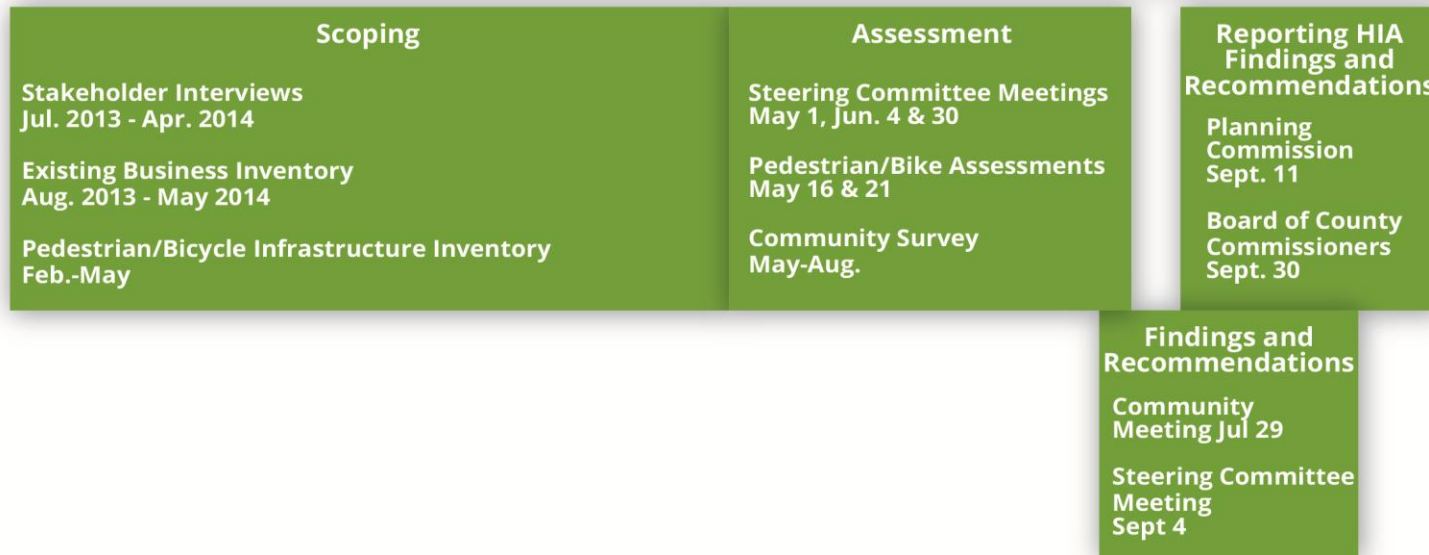 Scoping
Stakeholder Interviews
Jul. 2013 - Apr. 2014
Existing Business Inventory
Aug. 2013 - May 2014
Pedestrian/Bicycle Infrastructure Inventory
Feb.-May
Assessment
Steering Committee Meetings
May 1, Jun. 4 & 30
Pedestrian/Bike Assessments
May 16 & 21
Community Survey
May-Aug.
Reporting HIA
Findings and
Recommendations
Planning
Commission
Sept. 11
Board of County
Commissioners
Sept. 30
Findings and
Recommendations
Community
Meeting Jul 29
Steering Committee
Meeting
Sept 4